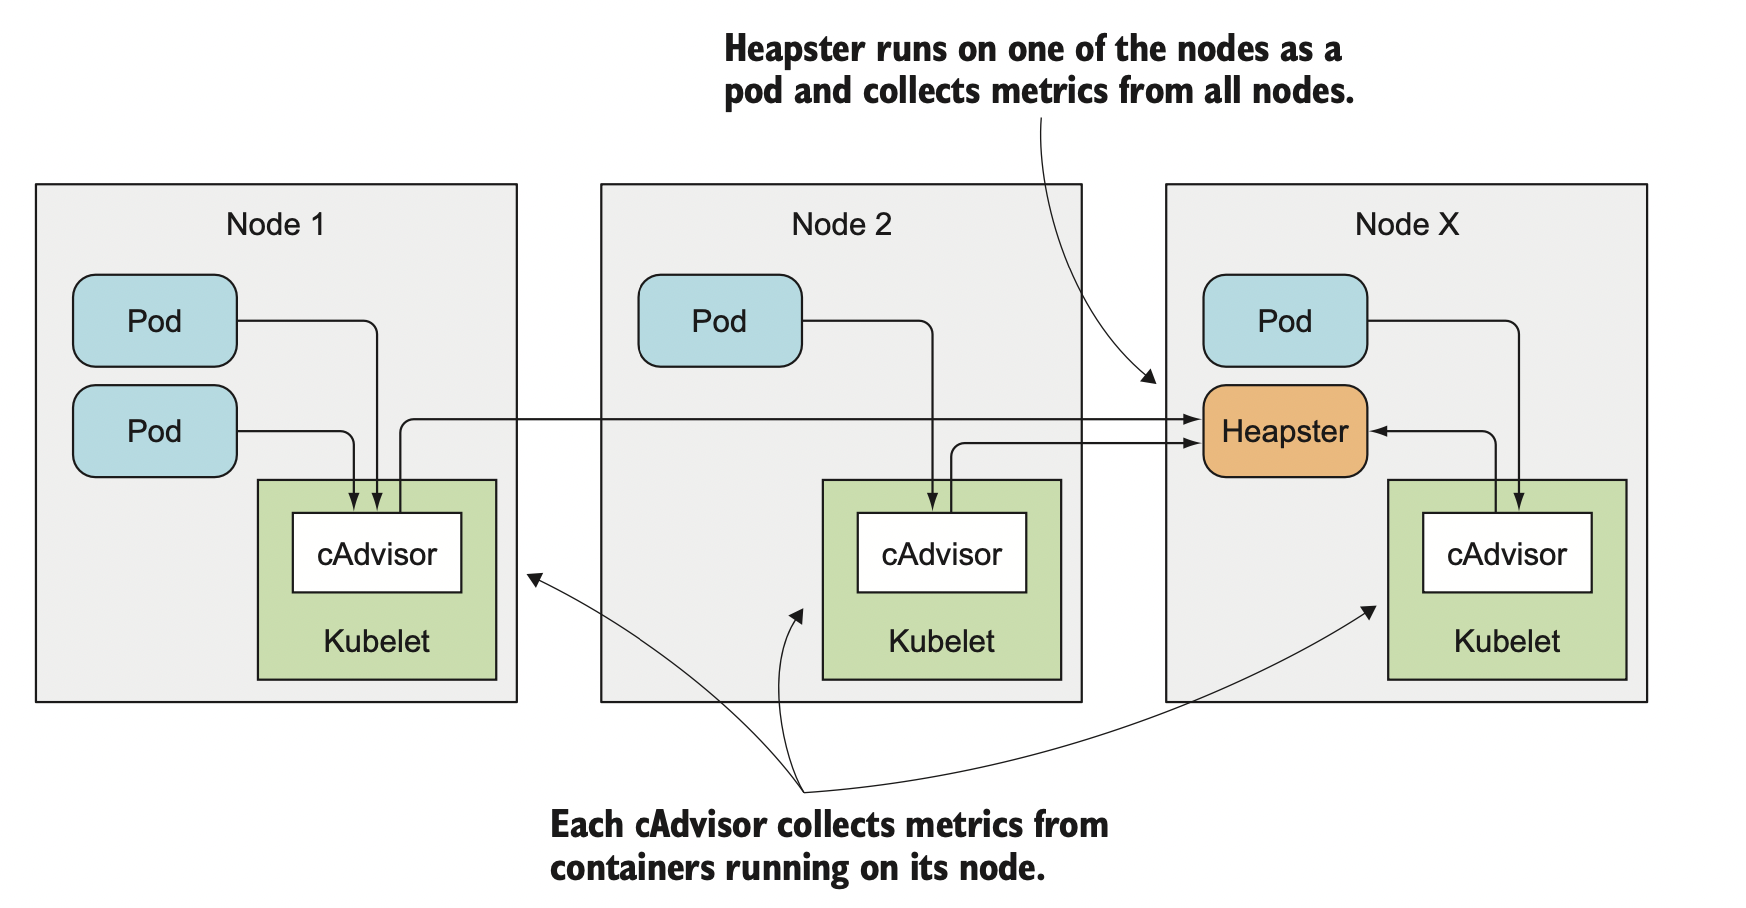 Heapster runs on one of the nodes as a
pod and collects metrics from all nodes.
Node 1
Pod
Pod
cAdvisor
Kubelet
Node 2
Pod
cAdvisor
Kubelet
Node X
Pod
Heapster
cAdvisor
Kubelet
Each cAdvisor collects metrics from
containers running on its node.